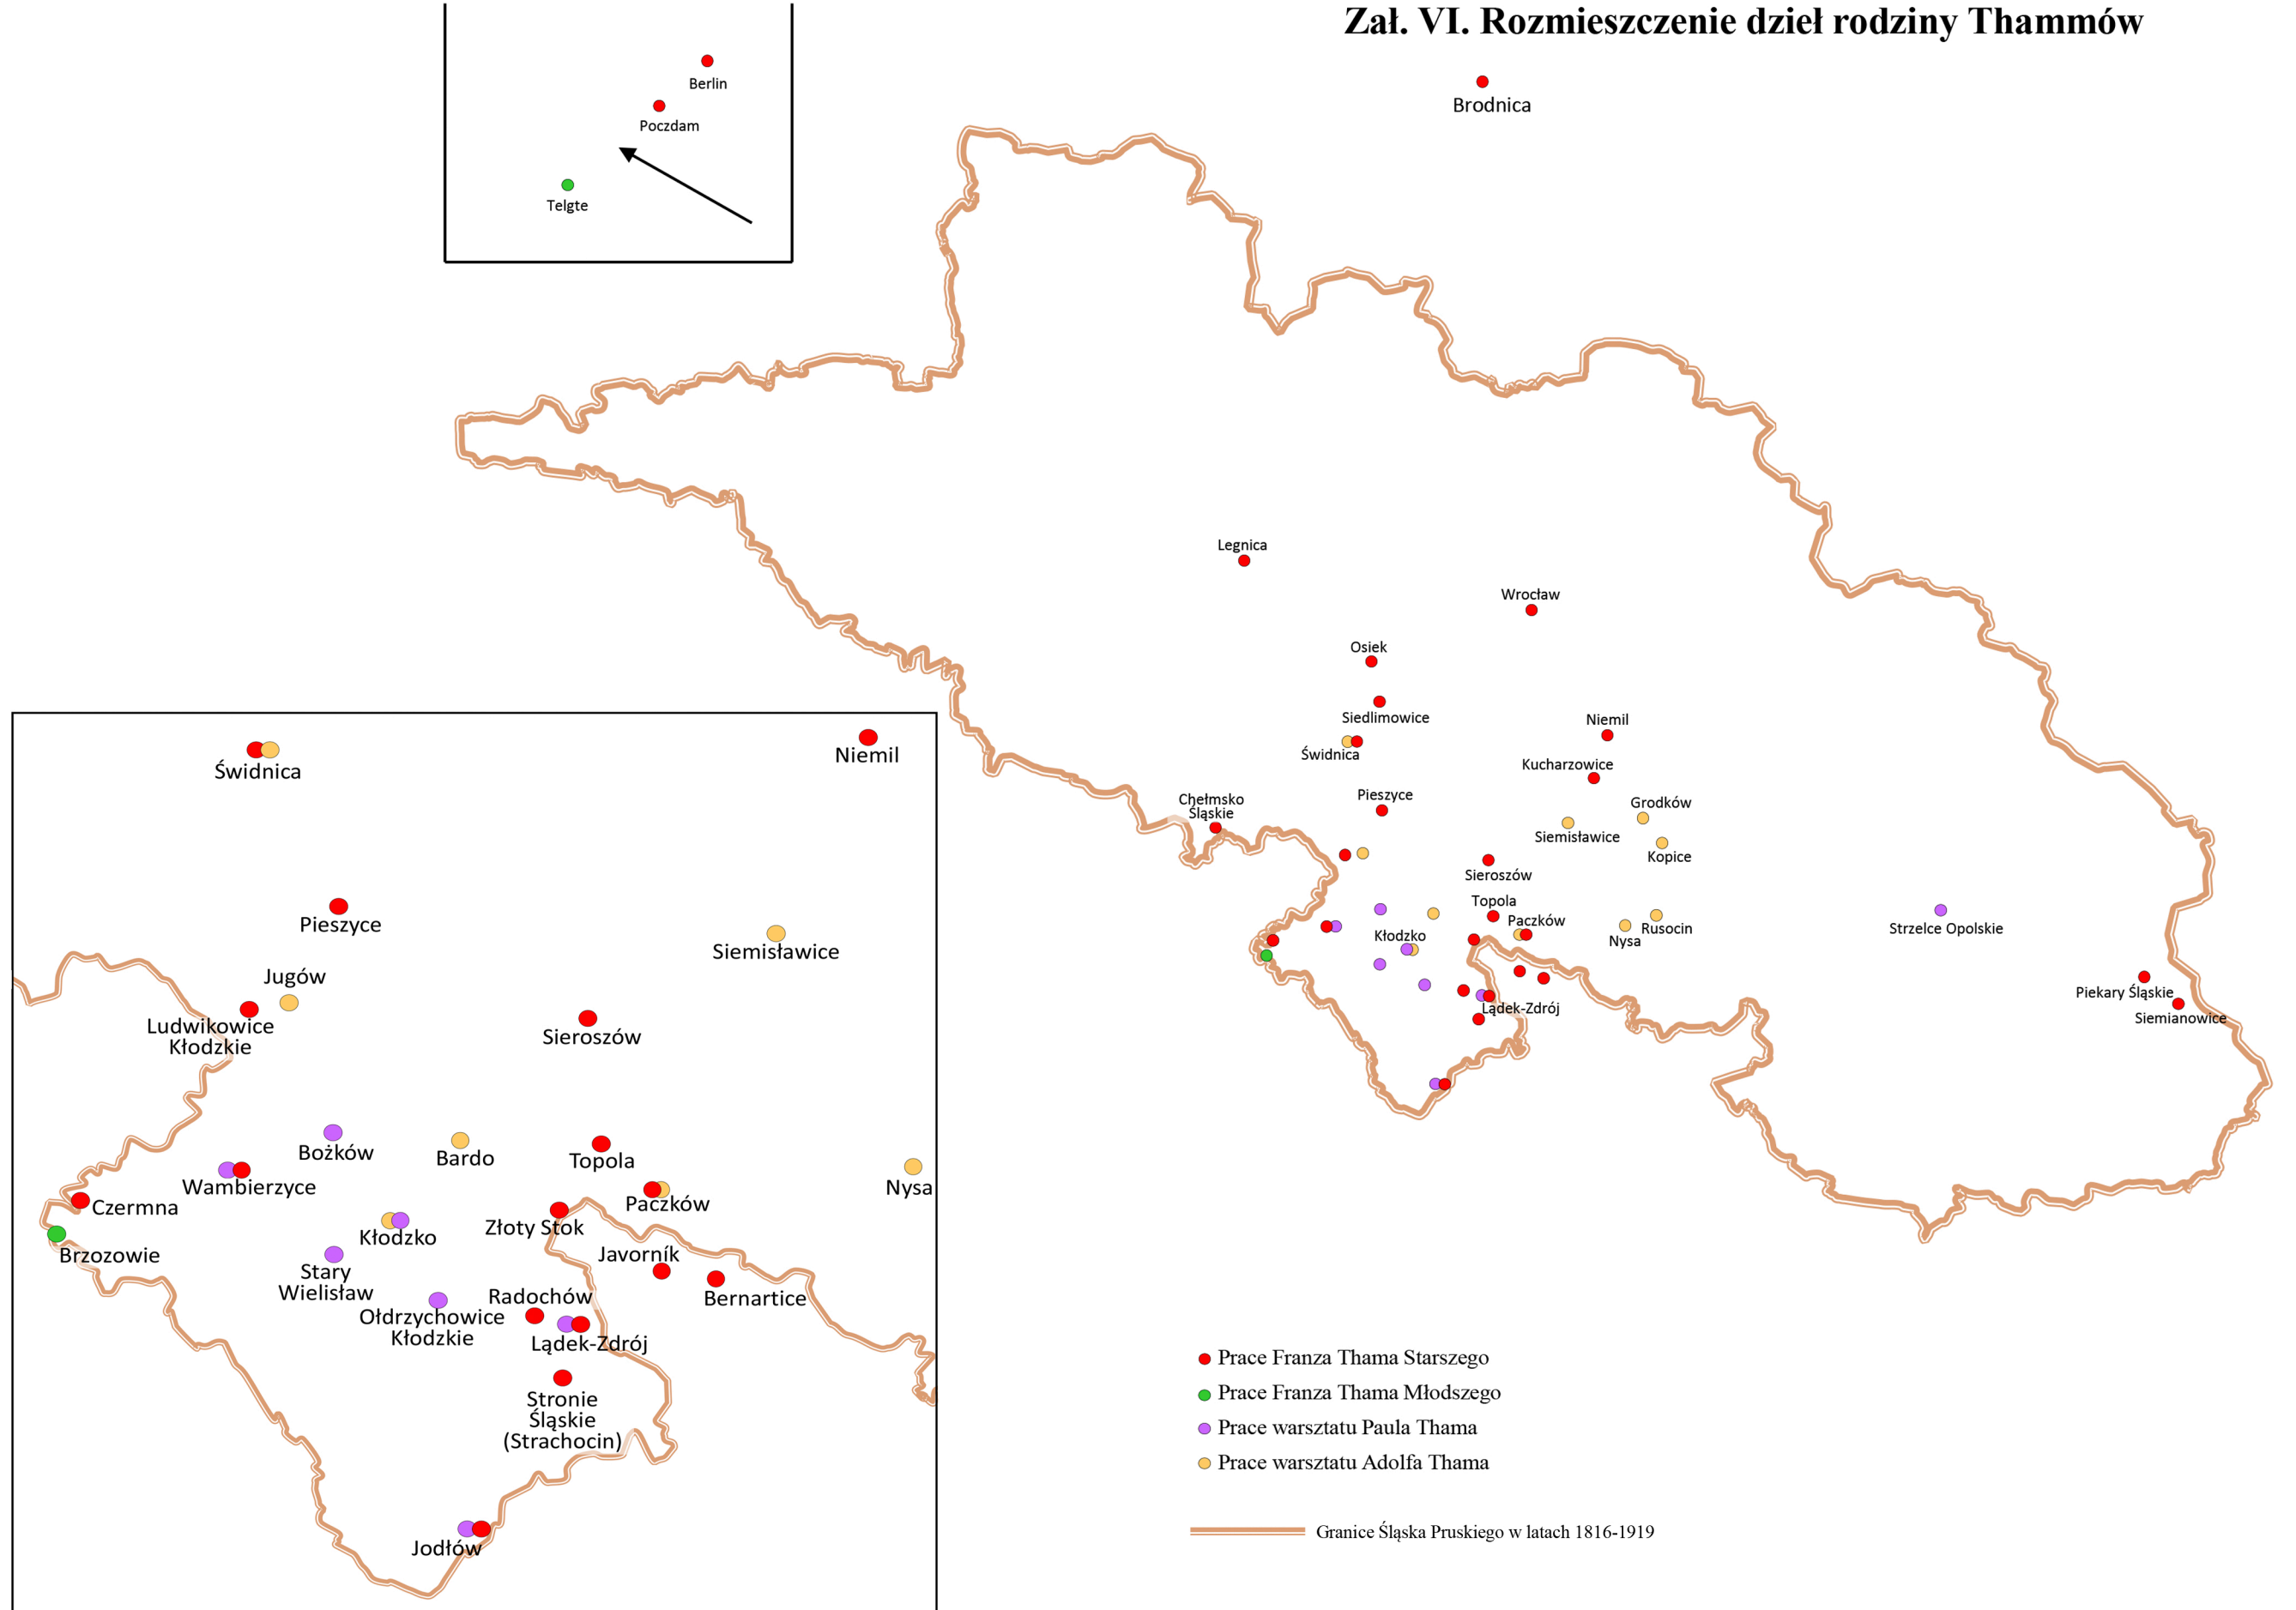 Zał. VI. Rozmieszczenie dzieł rodziny Thammów
Berlin
Poczdam
Telgte
Brodnica
Legnica
Wrocław
Osiek
Siedlimowice
Świdnica
Niemil
Kucharzowice
Pieszyce
Chełmsko
Śląskie
Grodków
Siemisławice
Kopice
Sieroszów
Topola
Paczków
Kłodzko
Nysa
Rusocin
Strzelce Opolskie
Lądek-Zdrój
Piekary Śląskie
Siemianowice
Świdnica
Niemil
Pieszyce
Siemisławice
Jugów
Ludwikowice
Kłodzkie
Sieroszów
Bożków
Bardo
Topola
Wambierzyce
Nysa
Czermna
Paczków
Złoty Stok
Kłodzko
Brzozowie
Javorník
Stary
Wielisław
Radochów
Bernartice
Ołdrzychowice
Kłodzkie
Lądek-Zdrój
Stronie
Śląskie
(Strachocin)
Jodłów
Prace Franza Thama Starszego
Prace Franza Thama Młodszego
Prace warsztatu Paula Thama
Prace warsztatu Adolfa Thama
Granice Śląska Pruskiego w latach 1816-1919